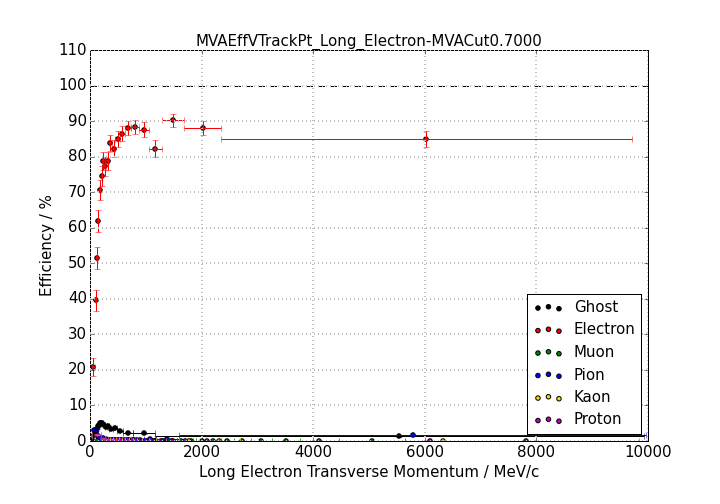 MVAEffVTrackPt_Long_Electron-MVACut0.7000
110
100
90
80
70
60
50
40
30
20
10
0
Efficiency / %
Ghost
Electron
Muon
Pion
Kaon
Proton
0 2000 4000 6000 8000 10000
Long Electron Transverse Momentum / MeV/c